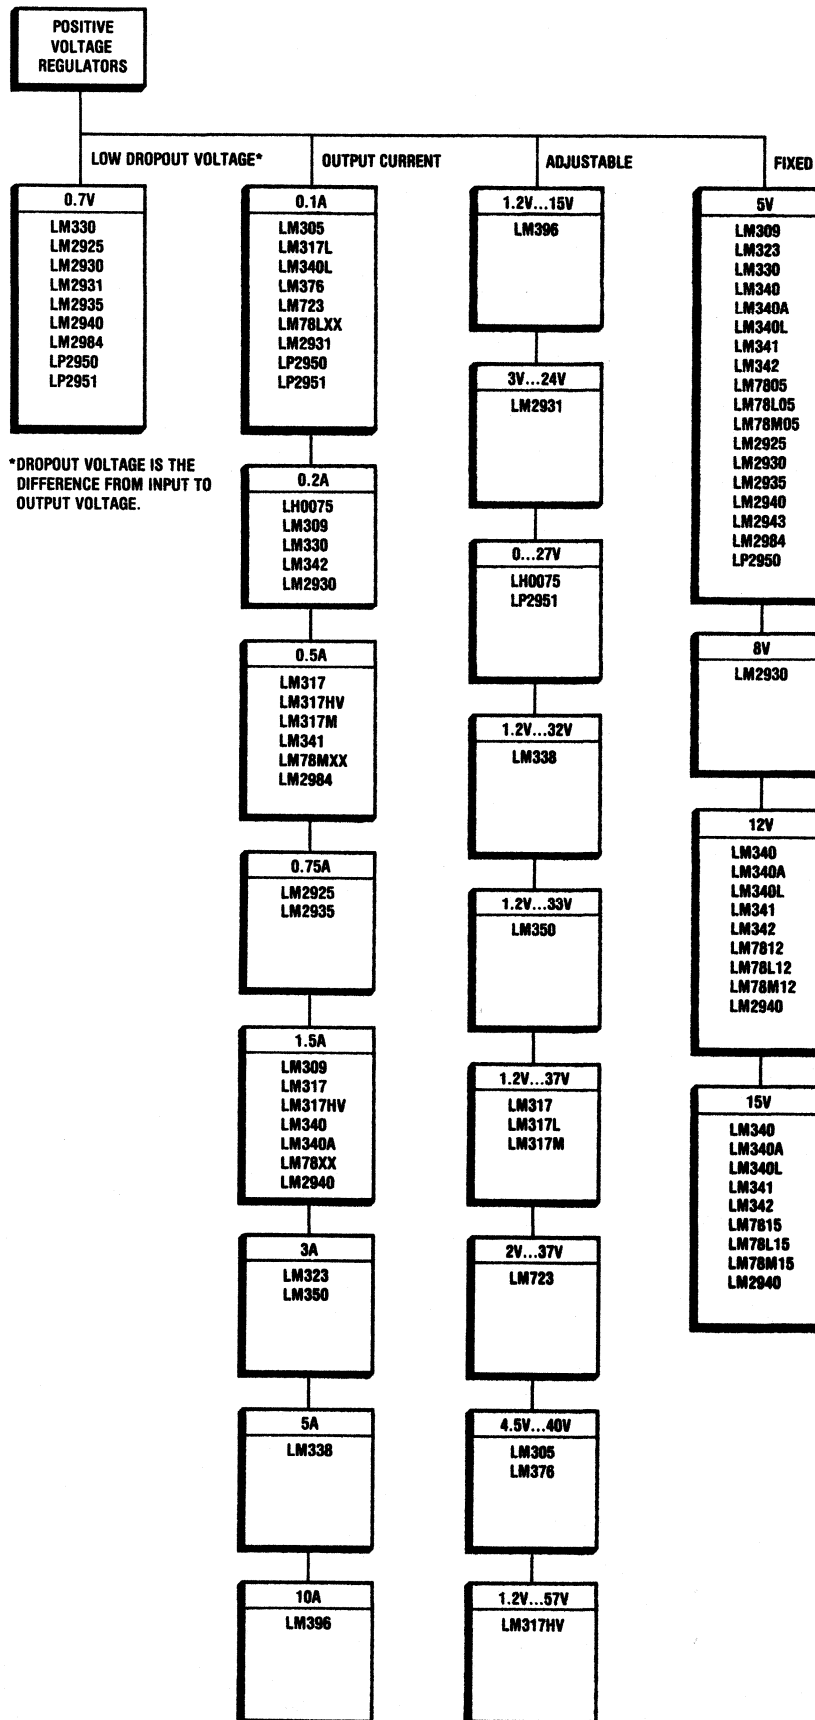 POSITIVE
VOLTAGE
REGULATORS
LOW DROPOUT VOLTAGE*
0.7V
LM330
LM2925
LM2930
LM2931
LM2935
LM2940
LM2984
LP2950
LP2951
*DROPOUT VOLTAGE IS THE
DIFFERENCE FROM INPUT TO
OUTPUT VOLTAGE.
OUTPUT CURRENT
0.1A
LM305
LM317L
LM340L
LM376
LM723
LM78LXX
LM2931
LP2950
LP2951
0.2A
LH0075
LM309
LM330
LM342
LM2930
0.5A
LM317
LM317HV
LM317M
LM341
LM78MXX
LM2984
0.75A
LM2925
LM2935
1.5A
LM309
LM317
LM317HV
LM340
LM340A
LM78XX
LM2940
3A
LM323
LM350
5A
LM338
10A
LM396
ADJUSTABLE
1.2V...15V
LM396
3V...24V
LM2931
0...27V
LH0075
LP2951
1.2V...32V
LM338
1.2V...33V
LM350
1.2V...37V
LM317
LM317L
LM317M
2V...37V
LM723
4.5V...40V
LM305
LM376
1.2V...57V
LM317HV
FIXED
5V
LM309
LM323
LM330
LM340
LM340A
LM340L
LM341
LM342
LM7805
LM78L05
LM78M05
LM2925
LM2930
LM2935
LM2940
LM2943
LM2984
LP2950
8V
LM2930
12V
LM340
LM340A
LM340L
LM341
LM342
LM7812
LM78L12
LM78M12
LM2940
15V
LM340
LM340A
LM340L
LM341
LM342
LM7815
LM78L15
LM78M15
LM2940